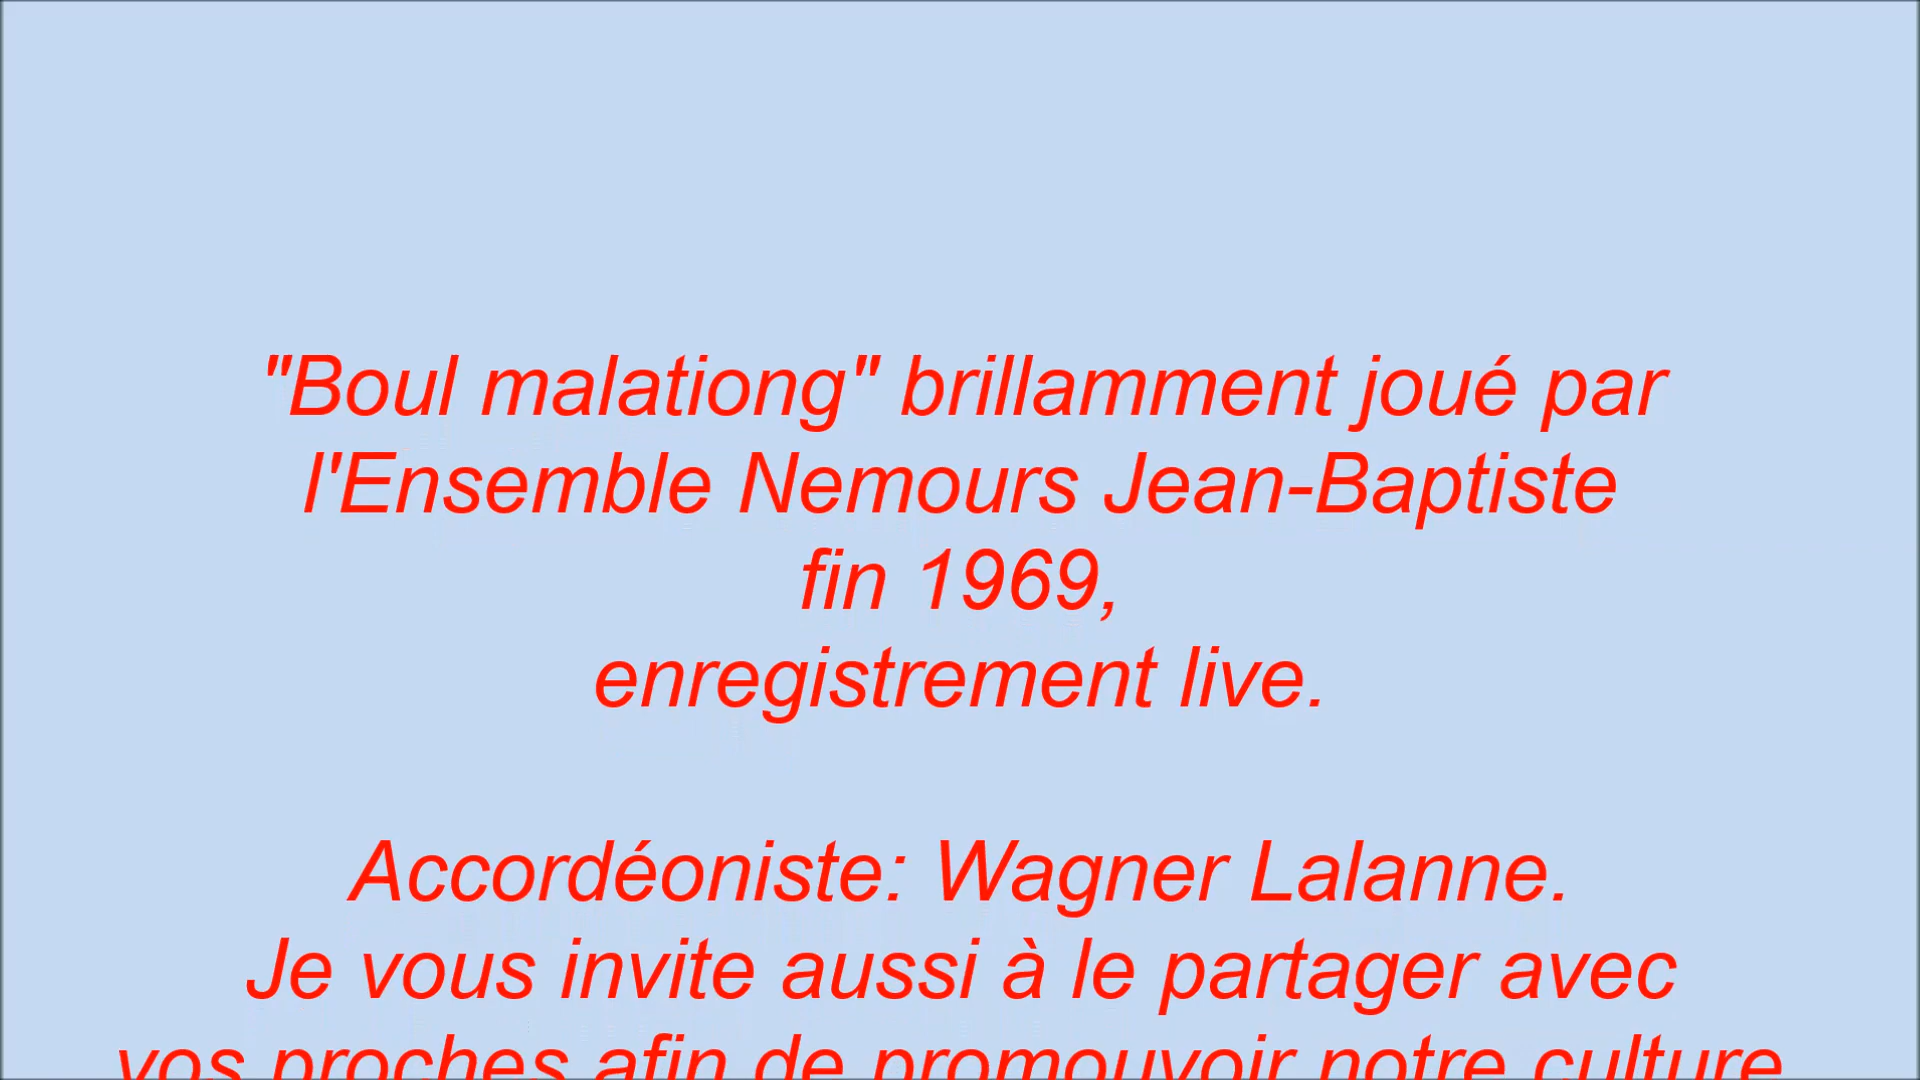 "Boul malationg" brillamment joué par
l'Ensemble Nemours Jean-Baptiste
fin 1969,
enregistrement live.
Accordéoniste: Wagner Lalanne.
Je vous invite aussi à le partager avec
vos proches afin de promouvoir notre culture